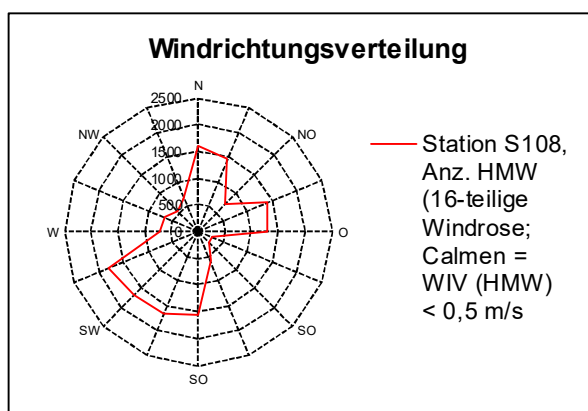 Windrichtungsverteilung
N
NO
O
SO
SO
SW
W
NW
2500
2000
1500
1000
500
0
Station S108,
Anz. HMW
(16-teilige
Windrose;
Calmen =
WIV (HMW)
< 0,5 m/s